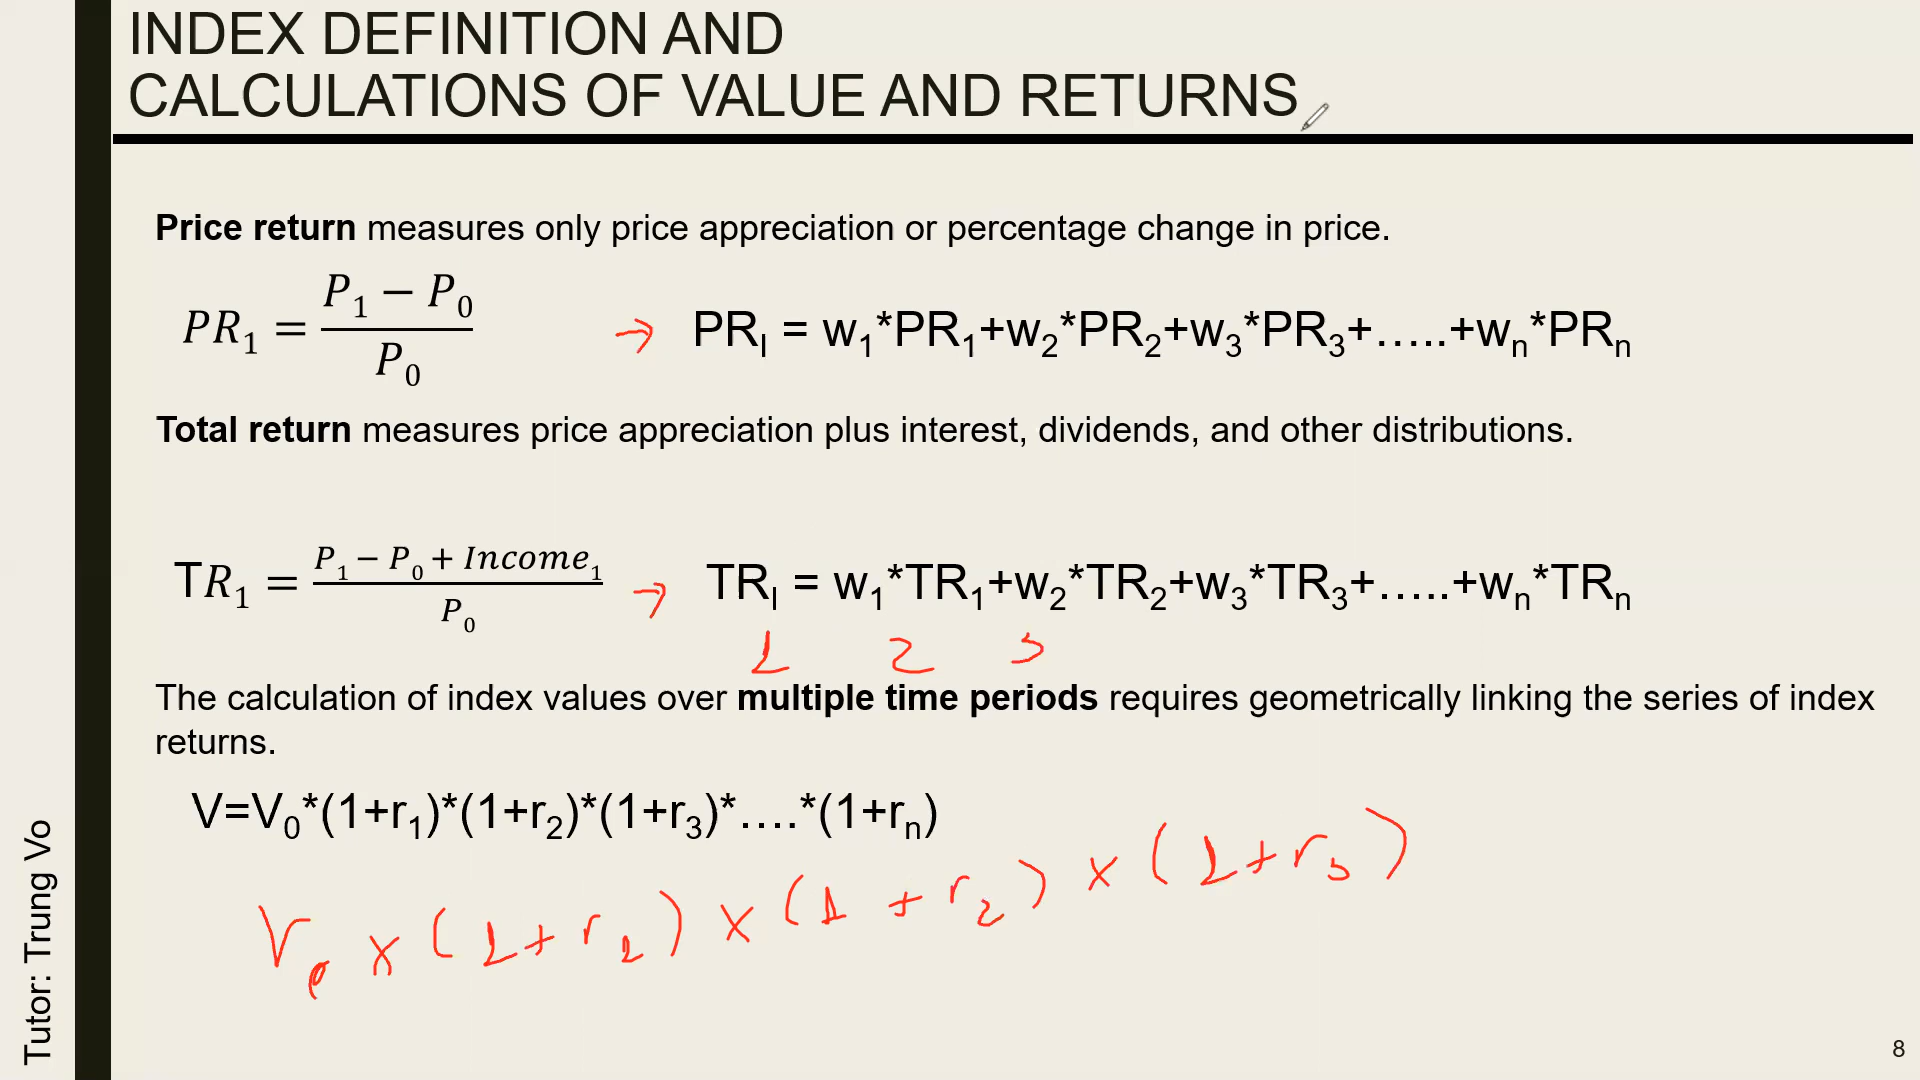 INDEX DEFINITION AND
CALCULATIONS OF VALUE AND RETURNS
Price return measures only price appreciation or percentage change in price.
PR₁ = (P₁ − P₀) / P₀ → PR_I = w₁*PR₁+w₂*PR₂+w₃*PR₃+…..+wₙ*PRₙ
Total return measures price appreciation plus interest, dividends, and other distributions.
TR₁ = (P₁ − P₀ + Income₁) / P₀ → TR_I = w₁*TR₁+w₂*TR₂+w₃*TR₃+…..+wₙ*TRₙ
1 2 3
The calculation of index values over multiple time periods requires geometrically linking the series of index
returns.
V=V₀*(1+r₁)*(1+r₂)*(1+r₃)*….*(1+rₙ)
V₀ x (1+r₁) x (1+r₂) x (1+r₃)
Tutor: Trung Vo
8